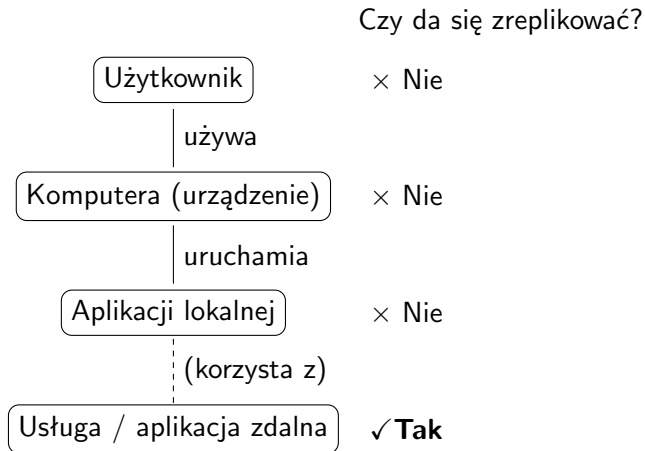 Czy da się zreplikować?
Użytkownik × Nie
używa
Komputera (urządzenie) × Nie
uruchamia
Aplikacji lokalnej × Nie
(korzysta z)
Usługa / aplikacja zdalna ✓Tak